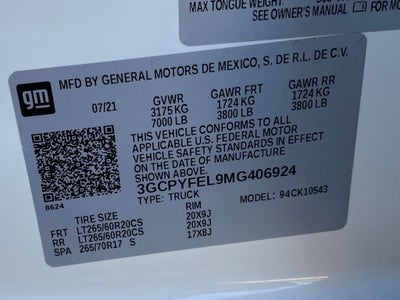 MAX TONGUE WEIGHT:
SEE OWNER'S MANUAL FOR MO
gm
MFD BY GENERAL MOTORS DE MEXICO, S. DE R.L. DE C.V.
07/21 GVWR GAWR FRT GAWR RR
3175 KG 1724 KG 1724 KG
7000 LB 3800 LB 3800 LB
THIS VEHICLE CONFORMS TO ALL
APPLICABLE U.S. FEDERAL MOTOR
VEHICLE SAFETY STANDARDS IN EFFECT
ON THE DATE OF MANUFACTURE
SHOWN ABOVE.
3GCPYFEL9MG406924
8624 TYPE: TRUCK MODEL: 94CK10543
TIRE SIZE RIM
FRT LT265/60R20CS 20X9J
RR LT265/60R20CS 20X9J
SPA 265/70R17 S 17X8J